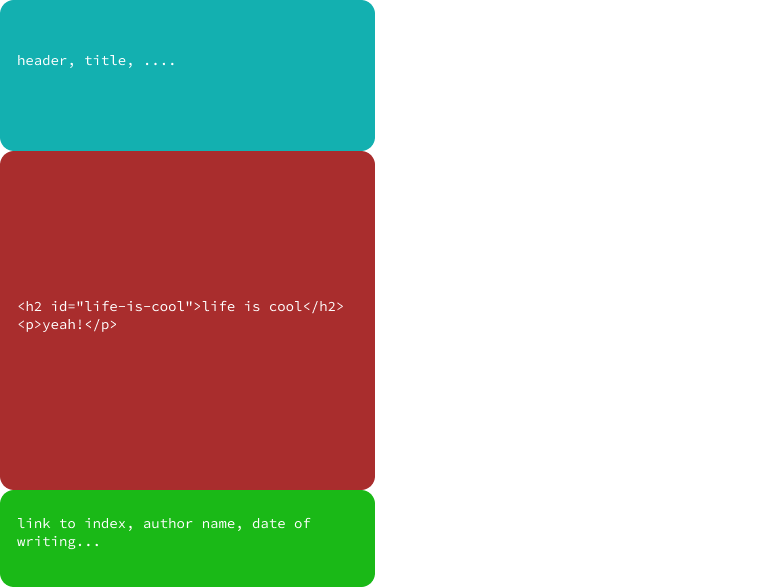 header, title, ....
<h2 id="life-is-cool">life is cool</h2>
<p>yeah!</p>
link to index, author name, date of
writing...